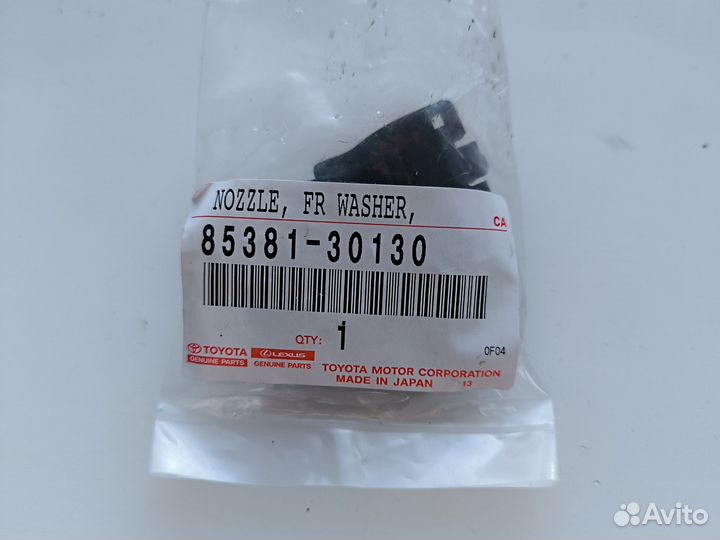 NOZZLE, FR WASHER,
CA
85381-30130
QTY: 1
0F04
TOYOTA LEXUS
GENUINE PARTS GENUINE PARTS
TOYOTA MOTOR CORPORATION
MADE IN JAPAN 13
Avito